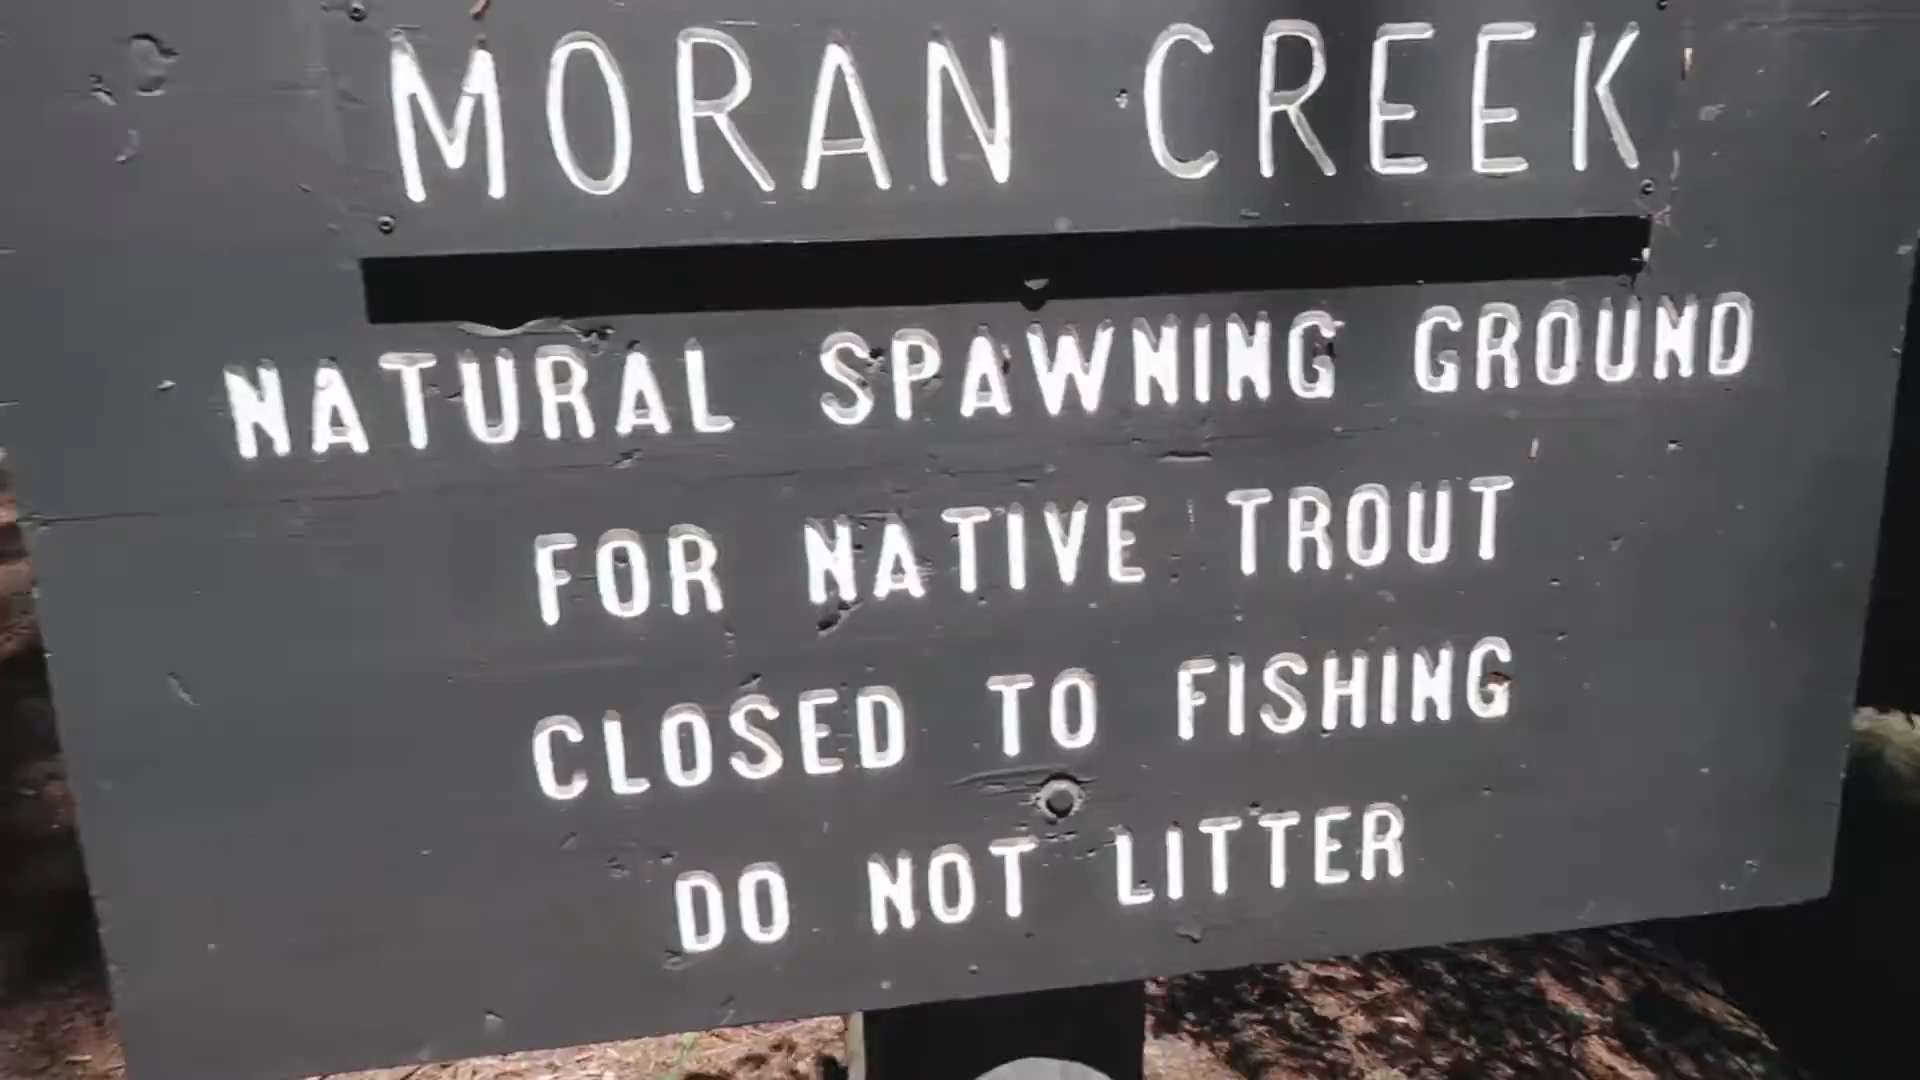 MORAN CREEK
NATURAL SPAWNING GROUND
FOR NATIVE TROUT
CLOSED TO FISHING
DO NOT LITTER